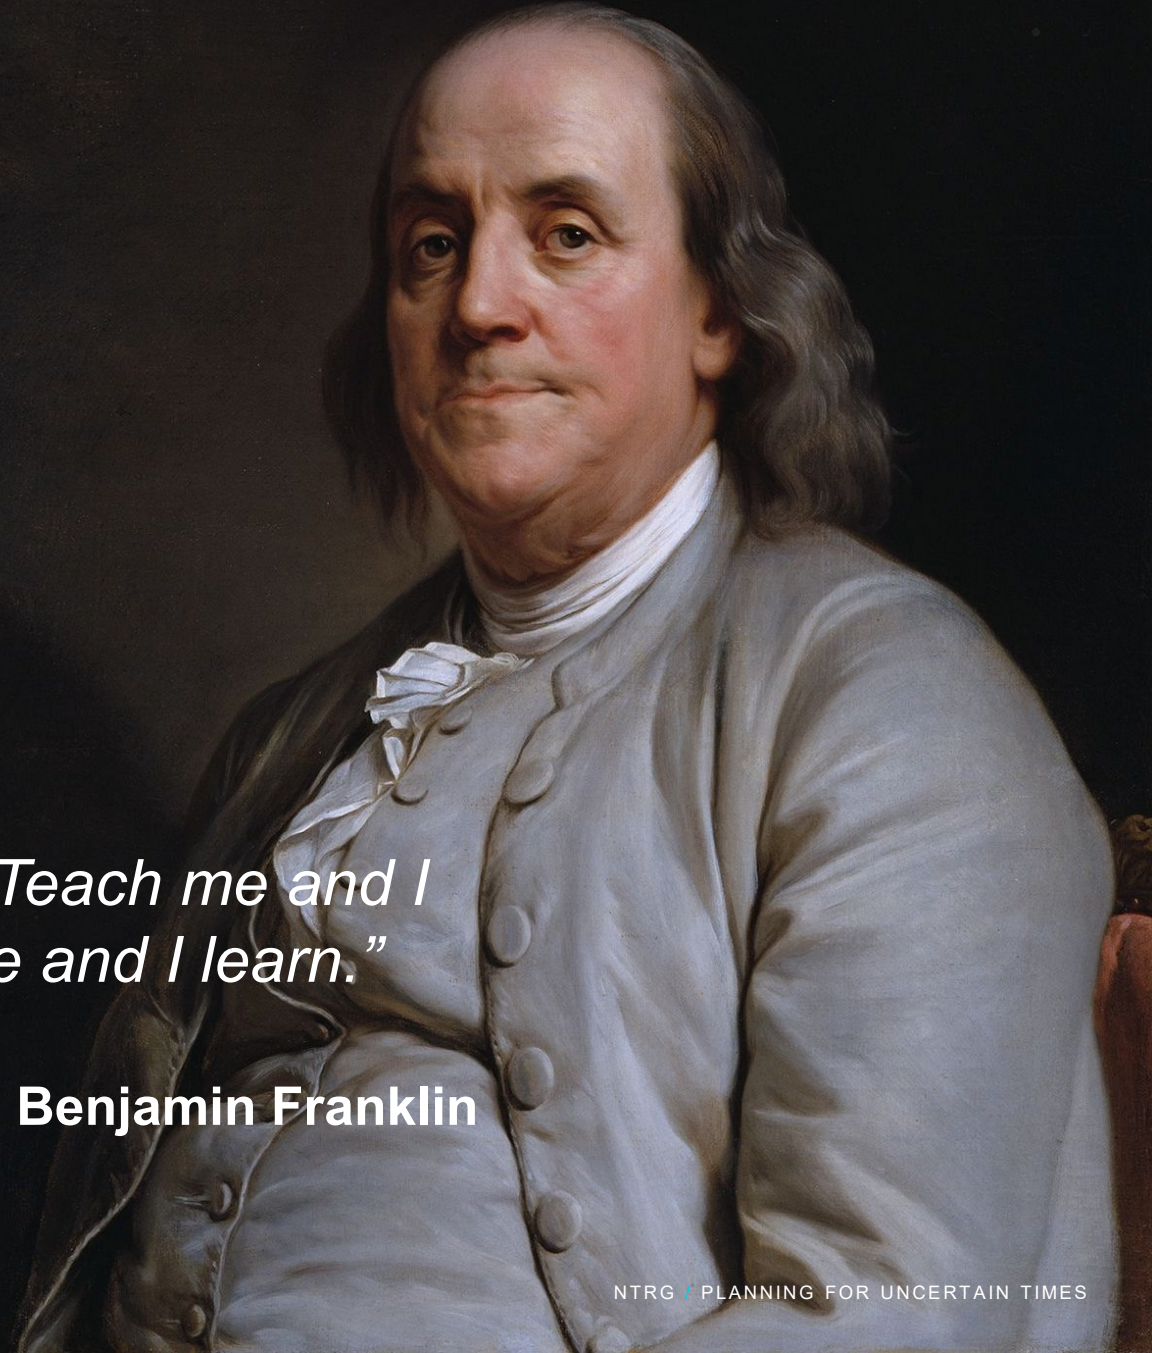 Teach me and I
e and I learn.”
Benjamin Franklin
NTRG / PLANNING FOR UNCERTAIN TIMES